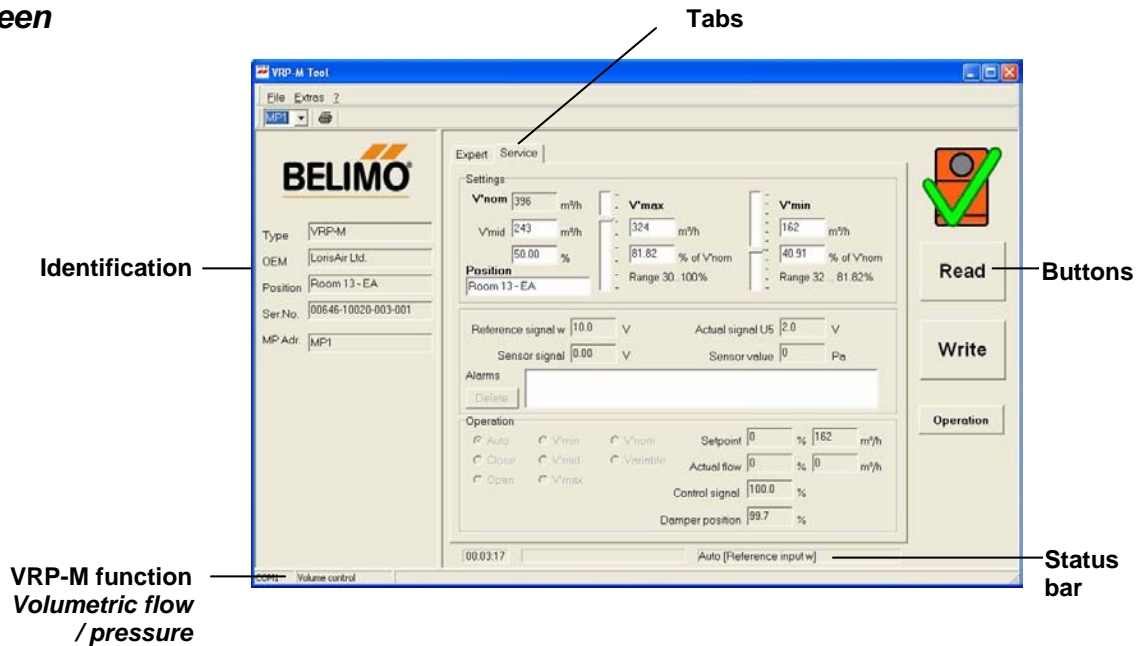 een
Tabs
VRP-M Tool
File Extras ?
MP1
BELIMO
Type VRP-M
OEM LorisAir Ltd.
Position Room 13 - EA
Ser.No. 00646-10020-003-001
MP Adr. MP1
Expert Service
Settings
V'nom 396 m³/h
V'mid 243 m³/h
50.00 %
Position
Room 13 - EA
V'max
324 m³/h
81.82 % of V'nom
Range 30..100%
V'min
162 m³/h
40.91 % of V'nom
Range 32 .. 81.82%
Reference signal w 10.0 V Actual signal U5 2.0 V
Sensor signal 0.00 V Sensor value 0 Pa
Alarms
Delete
Operation
Auto V'min V'nom
Close V'mid Variable
Open V'max
Setpoint 0 % 162 m³/h
Actual flow 0 % 0 m³/h
Control signal 100.0 %
Damper position 99.7 %
00:03:17 Auto [Reference input w]
COM1 Volume control
Read
Write
Operation
Identification
Buttons
Status
bar
VRP-M function
Volumetric flow
/ pressure